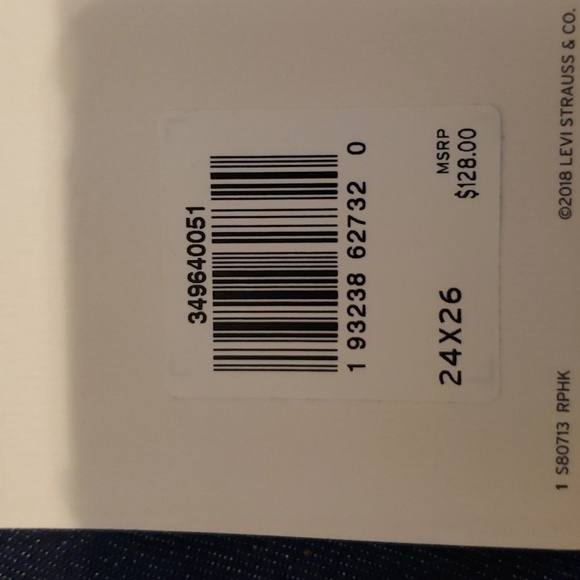 349640051
1 93238 62732 0
24X26
MSRP
$128.00
1 S80713 RPHK
©2018 LEVI STRAUSS & CO.